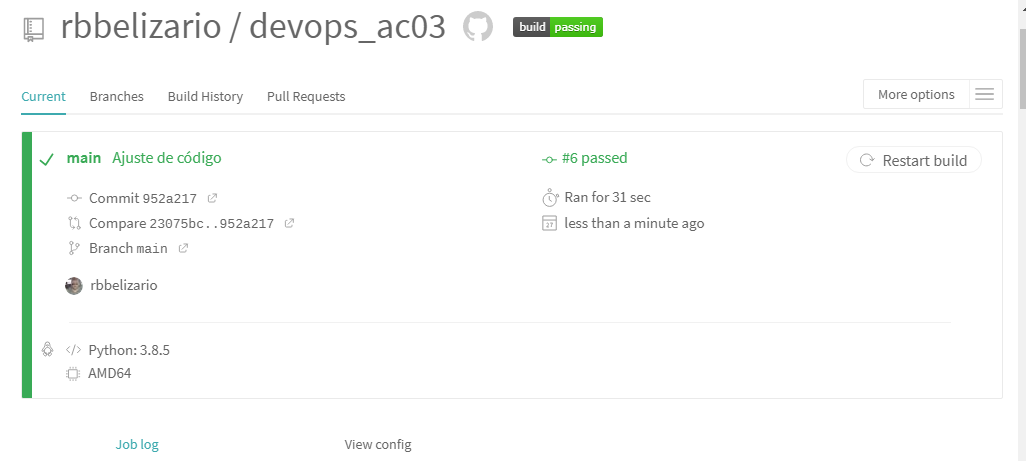 rbbelizario / devops_ac03 build passing
Current Branches Build History Pull Requests More options
main Ajuste de código #6 passed Restart build
Commit 952a217 Ran for 31 sec
Compare 23075bc..952a217 less than a minute ago
Branch main
rbbelizario
Python: 3.8.5
AMD64
Job log View config